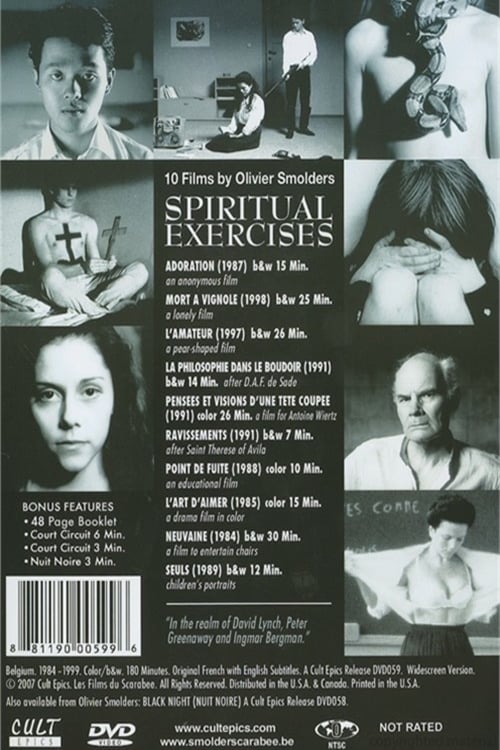 10 Films by Olivier Smolders
SPIRITUAL
EXERCISES
ADORATION (1987) b&w 15 Min.
an anonymous film
MORT A VIGNOLE (1998) b&w 25 Min.
a lonely film
L'AMATEUR (1997) b&w 26 Min.
a pear-shaped film
LA PHILOSOPHIE DANS LE BOUDOIR (1991)
b&w 14 Min. after D.A.F. de Sade
PENSEES ET VISIONS D'UNE TETE COUPEE
(1991) color 26 Min. a film for Antoine Wiertz
RAVISSEMENTS (1991) b&w 7 Min.
after Saint Therese of Avila
POINT DE FUITE (1988) color 10 Min.
an educational film
L'ART D'AIMER (1985) color 15 Min.
a drama film in color
NEUVAINE (1984) b&w 30 Min.
a film to entertain chairs
SEULS (1989) b&w 12 Min.
children's portraits
"In the realm of David Lynch, Peter
Greenaway and Ingmar Bergman."
BONUS FEATURES
• 48 Page Booklet
• Court Circuit 6 Min.
• Court Circuit 3 Min.
• Nuit Noire 3 Min.
8 81190 00599 6
ES CONDE
Belgium. 1984 -1999. Color/b&w. 180 Minutes. Original French with English Subtitles. A Cult Epics Release DVD059. Widescreen Version.
© 2007 Cult Epics. Les Films du Scarabee. All Rights Reserved. Distributed in the U.S.A. & Canada. Printed in the U.S.A.
Also available from Olivier Smolders: BLACK NIGHT (NUIT NOIRE) A Cult Epics Release DVD058.
CULT
EPICS
DVD
VIDEO
www.cultepics.com
www.smolderscarabee.be
0
NTSC
NOT RATED